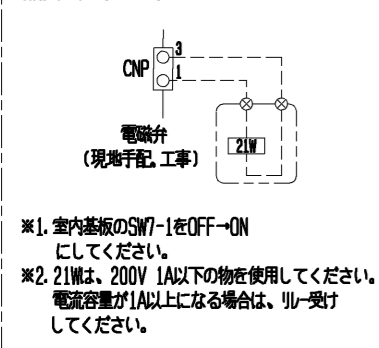 3
CNP
1
電磁弁
21W
(現地手配,工事)
※1. 室内基板のSW7-1をOFF→ON
にしてください。
※2. 21Wは、200V 1A以下の物を使用してください。
電流容量が1A以上になる場合は、リレー受け
してください。